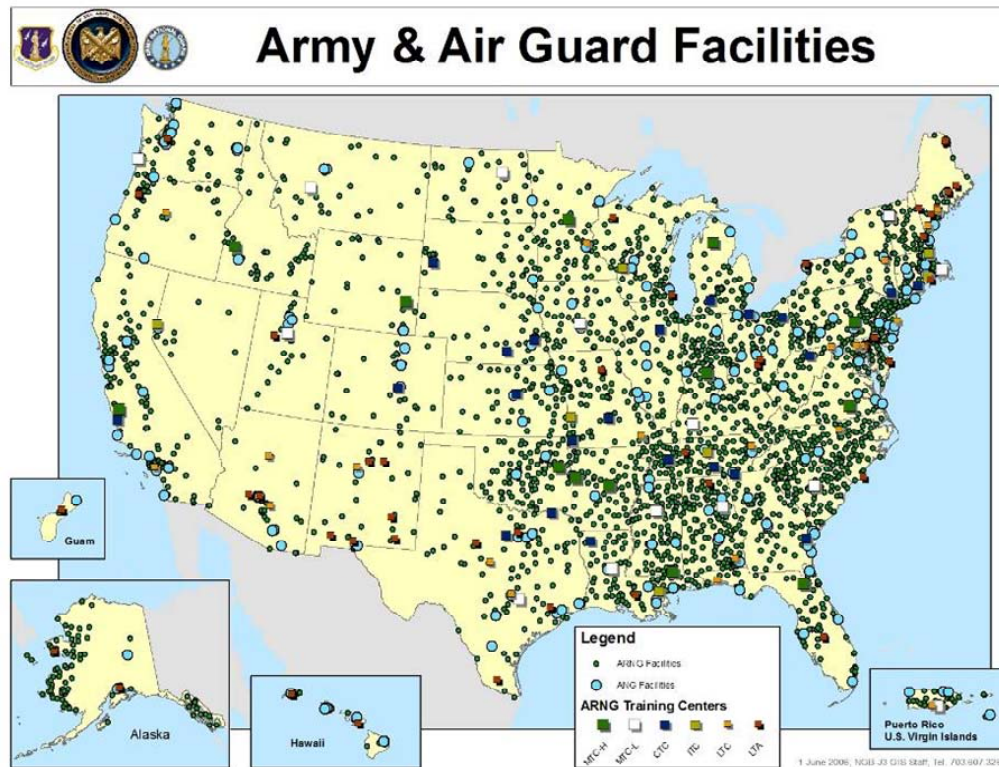 Army & Air Guard Facilities
Guam
Alaska
Hawaii
Legend
ARNG Facilities
ANG Facilities
ARNG Training Centers
MTC-H
MTC-L
CTC
ITC
LTC
LTA
Puerto Rico
U.S. Virgin Islands
1 June 2006, NGB J3 GIS Staff, Tel. 703.607